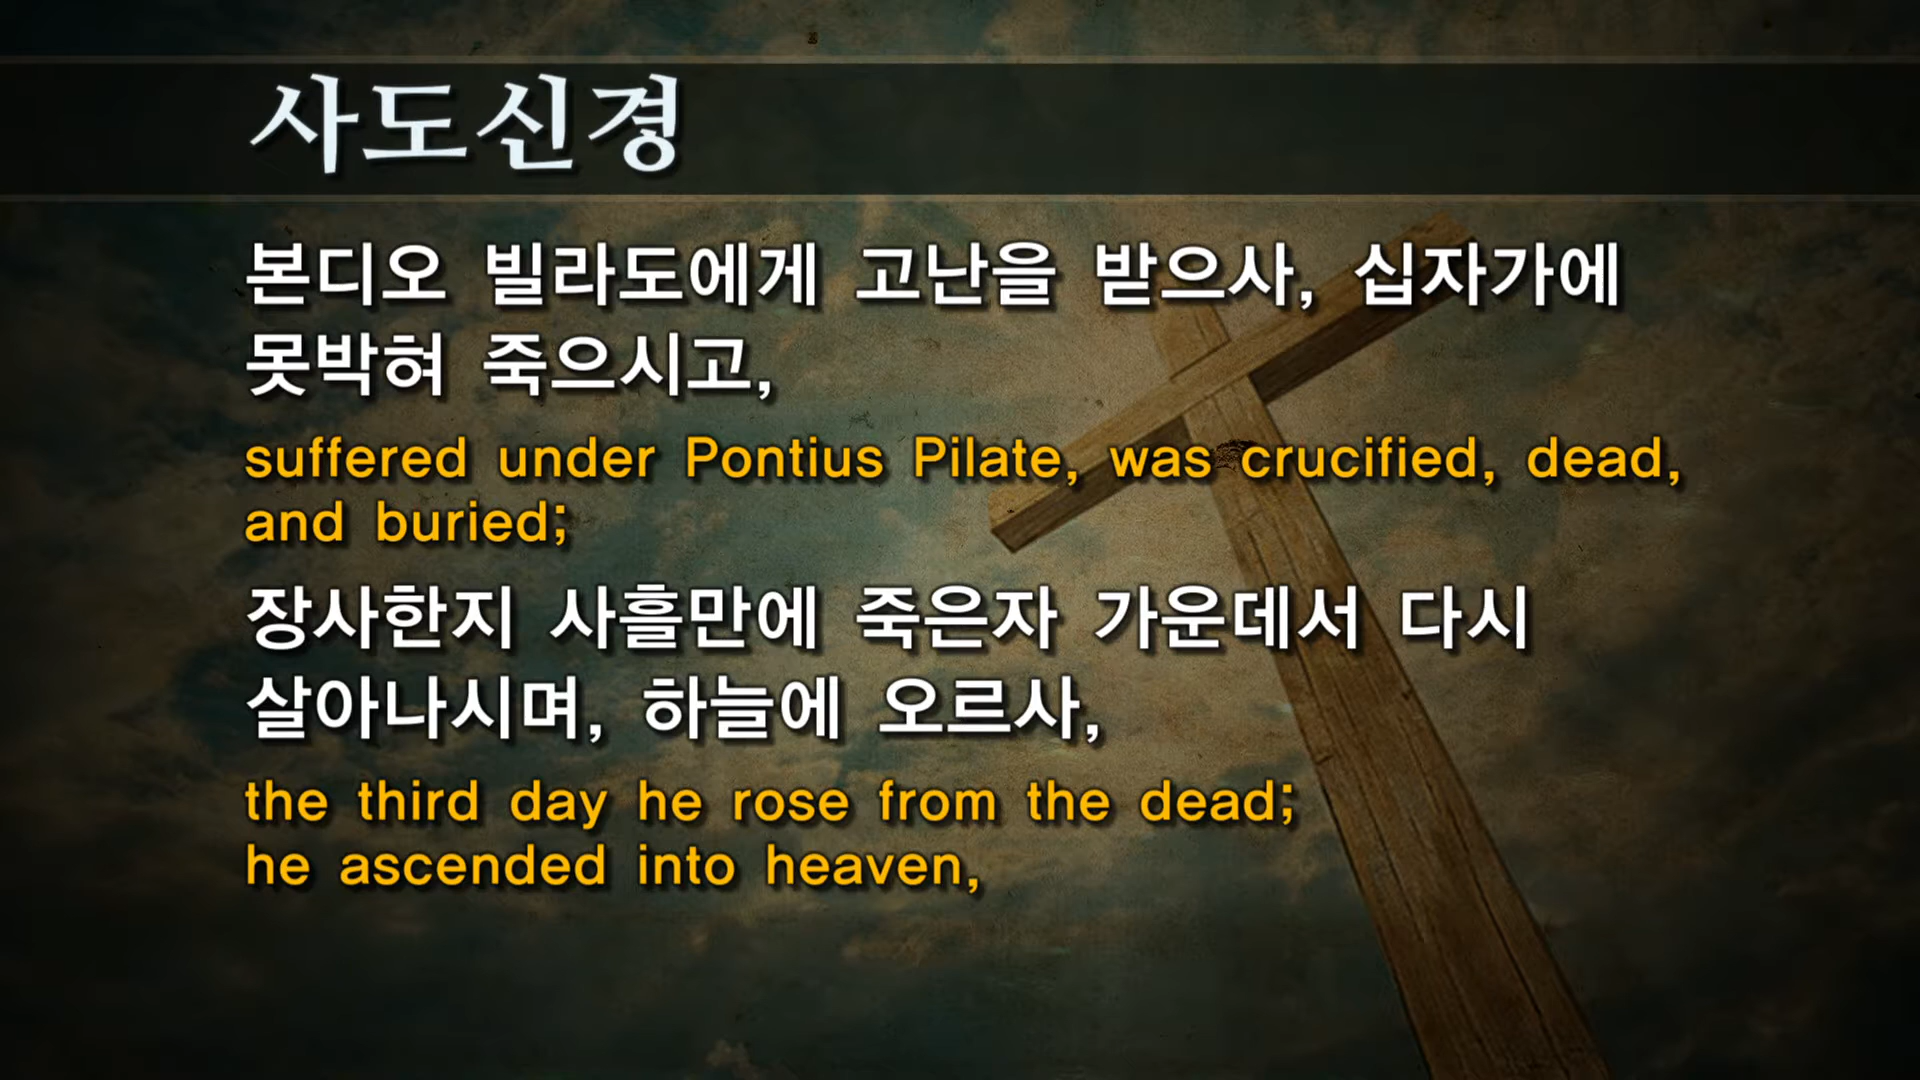 사도신경
본디오 빌라도에게 고난을 받으사, 십자가에
못박혀 죽으시고,
suffered under Pontius Pilate, was crucified, dead,
and buried;
장사한지 사흘만에 죽은자 가운데서 다시
살아나시며, 하늘에 오르사,
the third day he rose from the dead;
he ascended into heaven,